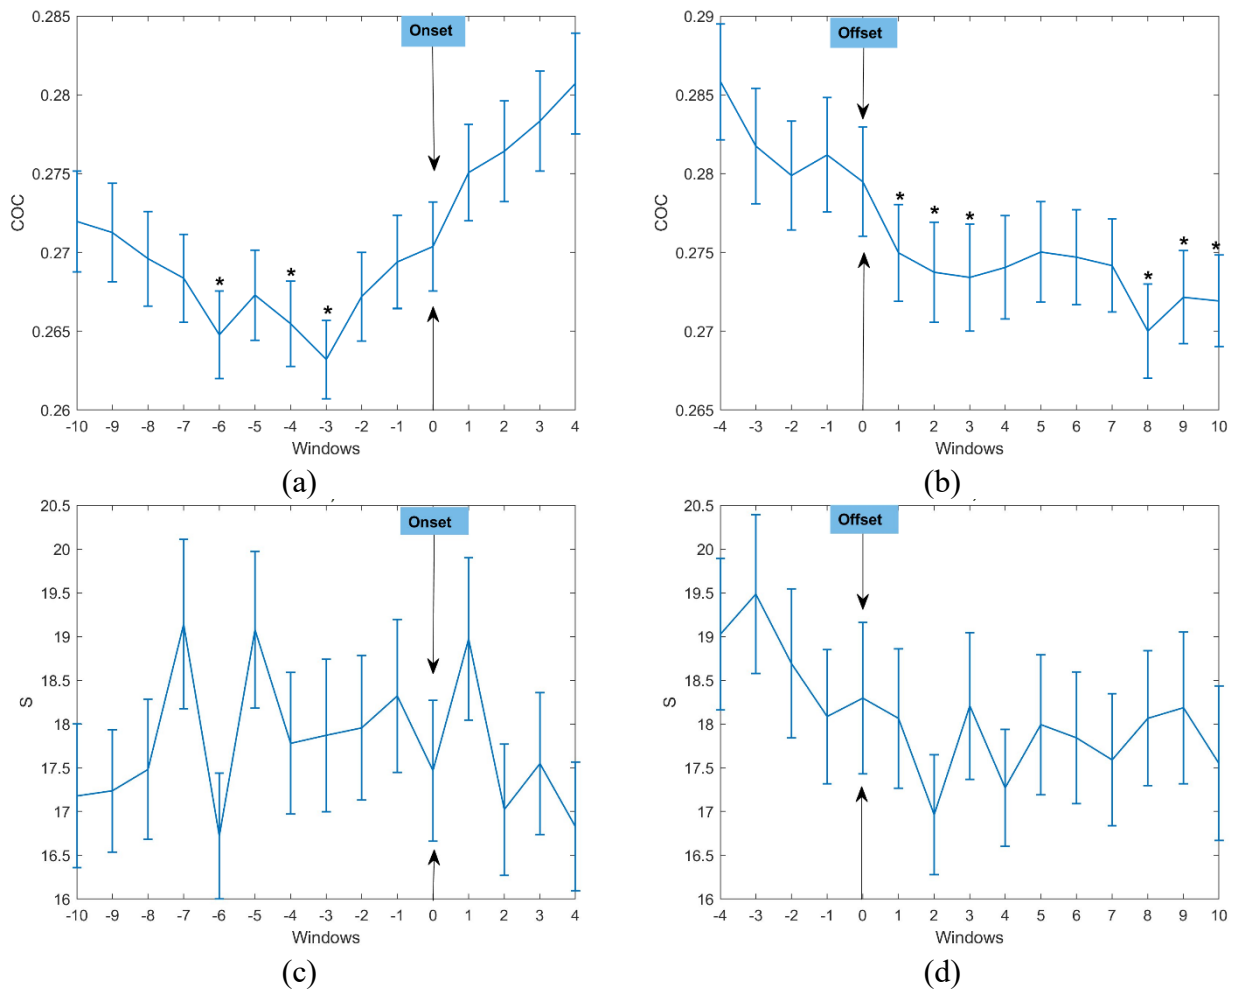 0.285
0.28
0.275
0.27
0.265
0.26
COC
Onset
*
*
*
-10 -9 -8 -7 -6 -5 -4 -3 -2 -1 0 1 2 3 4
Windows
(a)
0.29
0.285
0.28
0.275
0.27
0.265
COC
Offset
* * *
* * *
-4 -3 -2 -1 0 1 2 3 4 5 6 7 8 9 10
Windows
(b)
20.5
20
19.5
19
18.5
18
17.5
17
16.5
16
S
Onset
-10 -9 -8 -7 -6 -5 -4 -3 -2 -1 0 1 2 3 4
Windows
(c)
20.5
20
19.5
19
18.5
18
17.5
17
16.5
16
S
Offset
-4 -3 -2 -1 0 1 2 3 4 5 6 7 8 9 10
Windows
(d)